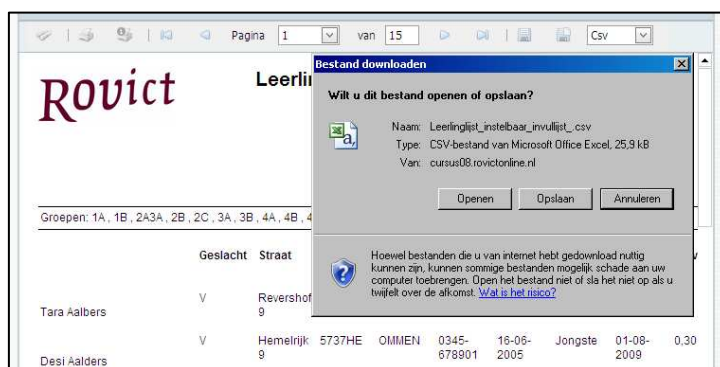 Pagina 1 van 15 Csv
Rovict
Leerli
Bestand downloaden
Wilt u dit bestand openen of opslaan?
Naam: Leerlinglijst_instelbaar_invullijst_.csv
Type: CSV-bestand van Microsoft Office Excel, 25,9 kB
Van: cursus08.rovictonline.nl
Openen Opslaan Annuleren
Hoewel bestanden die u van internet hebt gedownload nuttig
kunnen zijn, kunnen sommige bestanden mogelijk schade aan uw
computer toebrengen. Open het bestand niet of sla het niet op als u
twijfelt over de afkomst. Wat is het risico?
Groepen: 1A , 1B , 2A3A , 2B , 2C , 3A , 3B , 4A , 4B , 4
Geslacht Straat
Tara Aalbers V Revershof
9
Desi Aalders V Hemelrijk 5737HE OMMEN 0345- 16-06- Jongste 01-08- 0,30
9 678901 2005 2009